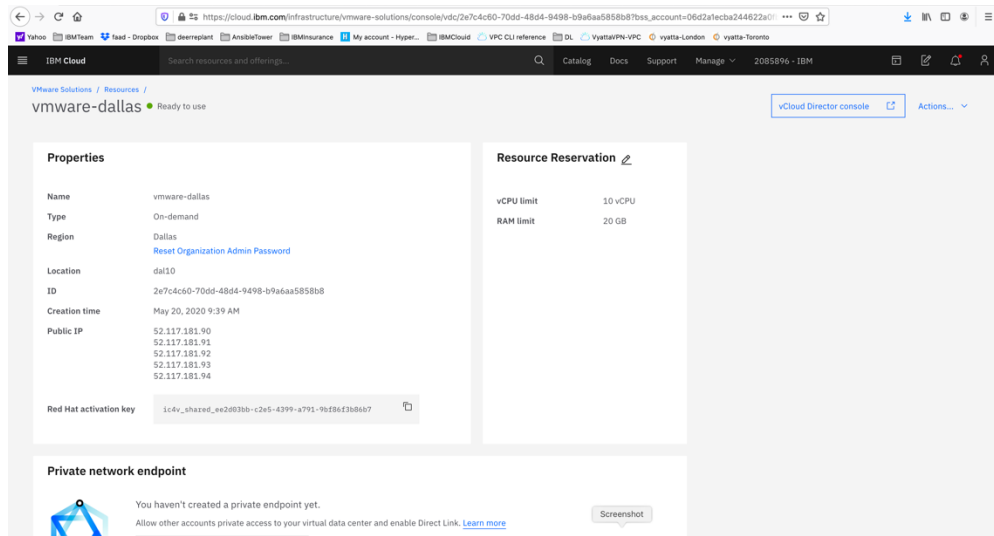 https://cloud.ibm.com/infrastructure/vmware-solutions/console/vdc/2e7c4c60-70dd-48d4-9498-b9a6aa5858b8?bss_account=06d2a1ecba244622a0
Yahoo IBMTeam faad - Dropbox deerreplant AnsibleTower IBMInsurance My account - Hyper... IBMClouid VPC CLI reference DL VyattaVPN-VPC vyatta-London vyatta-Toronto
IBM Cloud Search resources and offerings... Catalog Docs Support Manage 2085896 - IBM
VMware Solutions / Resources /
vmware-dallas Ready to use vCloud Director console Actions...
Properties
Name vmware-dallas
Type On-demand
Region Dallas
Reset Organization Admin Password
Location dal10
ID 2e7c4c60-70dd-48d4-9498-b9a6aa5858b8
Creation time May 20, 2020 9:39 AM
Public IP 52.117.181.90
52.117.181.91
52.117.181.92
52.117.181.93
52.117.181.94
Red Hat activation key ic4v_shared_ee2d03bb-c2e5-4399-a791-9bf86f3b86b7
Resource Reservation
vCPU limit 10 vCPU
RAM limit 20 GB
Private network endpoint
You haven't created a private endpoint yet.
Allow other accounts private access to your virtual data center and enable Direct Link. Learn more
Screenshot